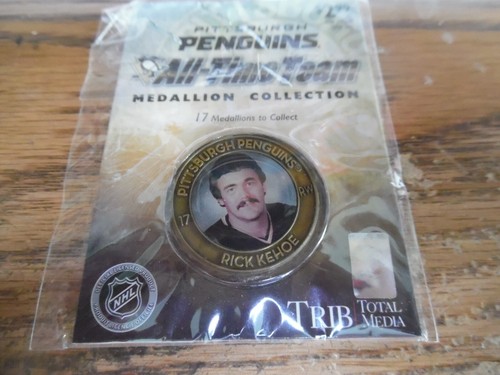 PITTSBURGH
PENGUINS
All-Time Team
MEDALLION COLLECTION
17 Medallions to Collect
PITTSBURGH PENGUINS
17
RW
RICK KEHOE
NHL
TRIB TOTAL
MEDIA